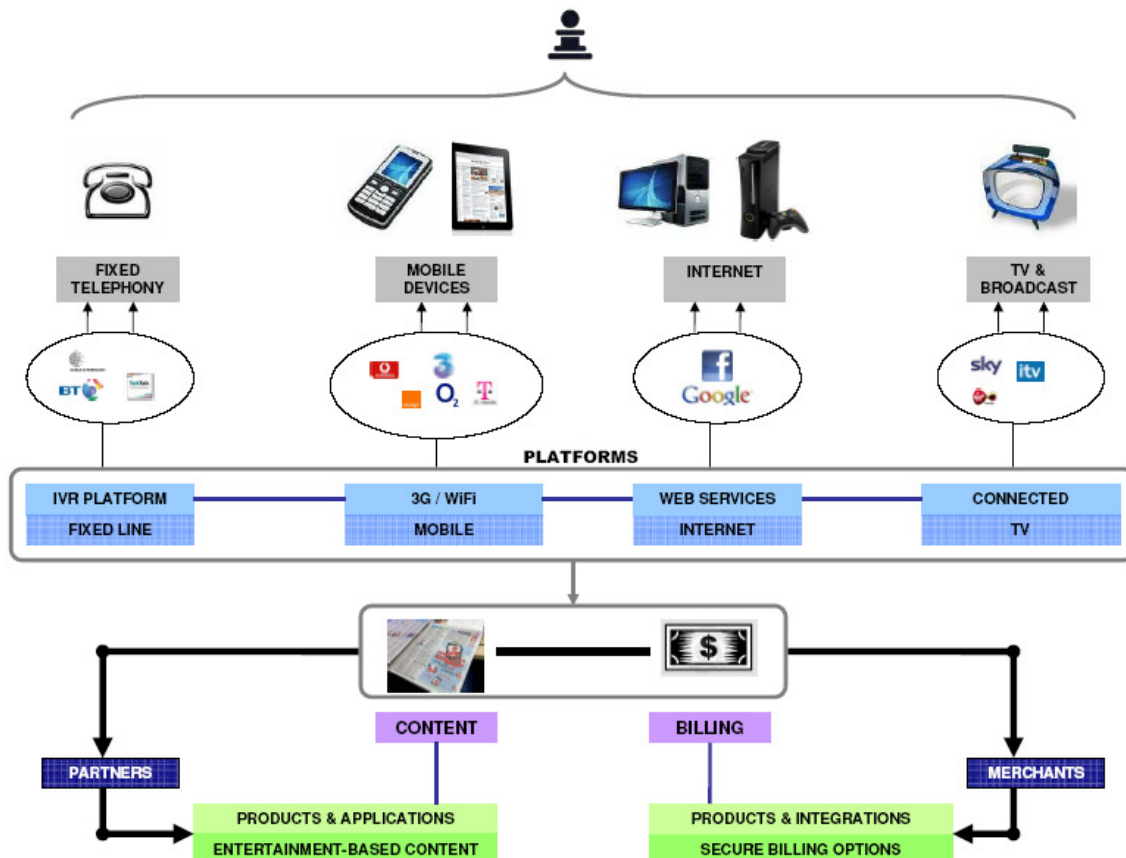 FIXED
TELEPHONY
MOBILE
DEVICES
INTERNET
TV &
BROADCAST
BT
TalkTalk
3
orange
O2
T
f
Google
sky
itv
PLATFORMS
IVR PLATFORM
FIXED LINE
3G / WiFi
MOBILE
WEB SERVICES
INTERNET
CONNECTED
TV
$
CONTENT
BILLING
PARTNERS
MERCHANTS
PRODUCTS & APPLICATIONS
ENTERTAINMENT-BASED CONTENT
PRODUCTS & INTEGRATIONS
SECURE BILLING OPTIONS